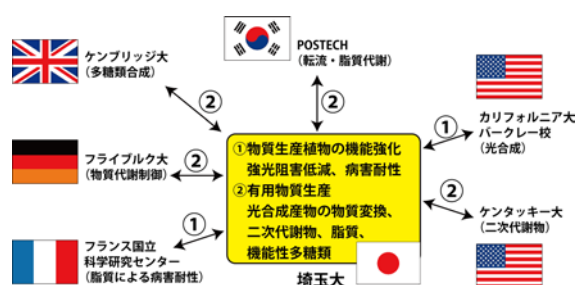 ケンブリッジ大
(多糖類合成)
②
POSTECH
(転流・脂質代謝)
②
カリフォルニア大
バークレー校
(光合成)
①
フライブルク大
(物質代謝制御)
②
①物質生産植物の機能強化
強光阻害低減、病害耐性
②有用物質生産
光合成産物の物質変換、
二次代謝物、脂質、
機能性多糖類
埼玉大
②
ケンタッキー大
(二次代謝物)
①
フランス国立
科学研究センター
(脂質による病害耐性)